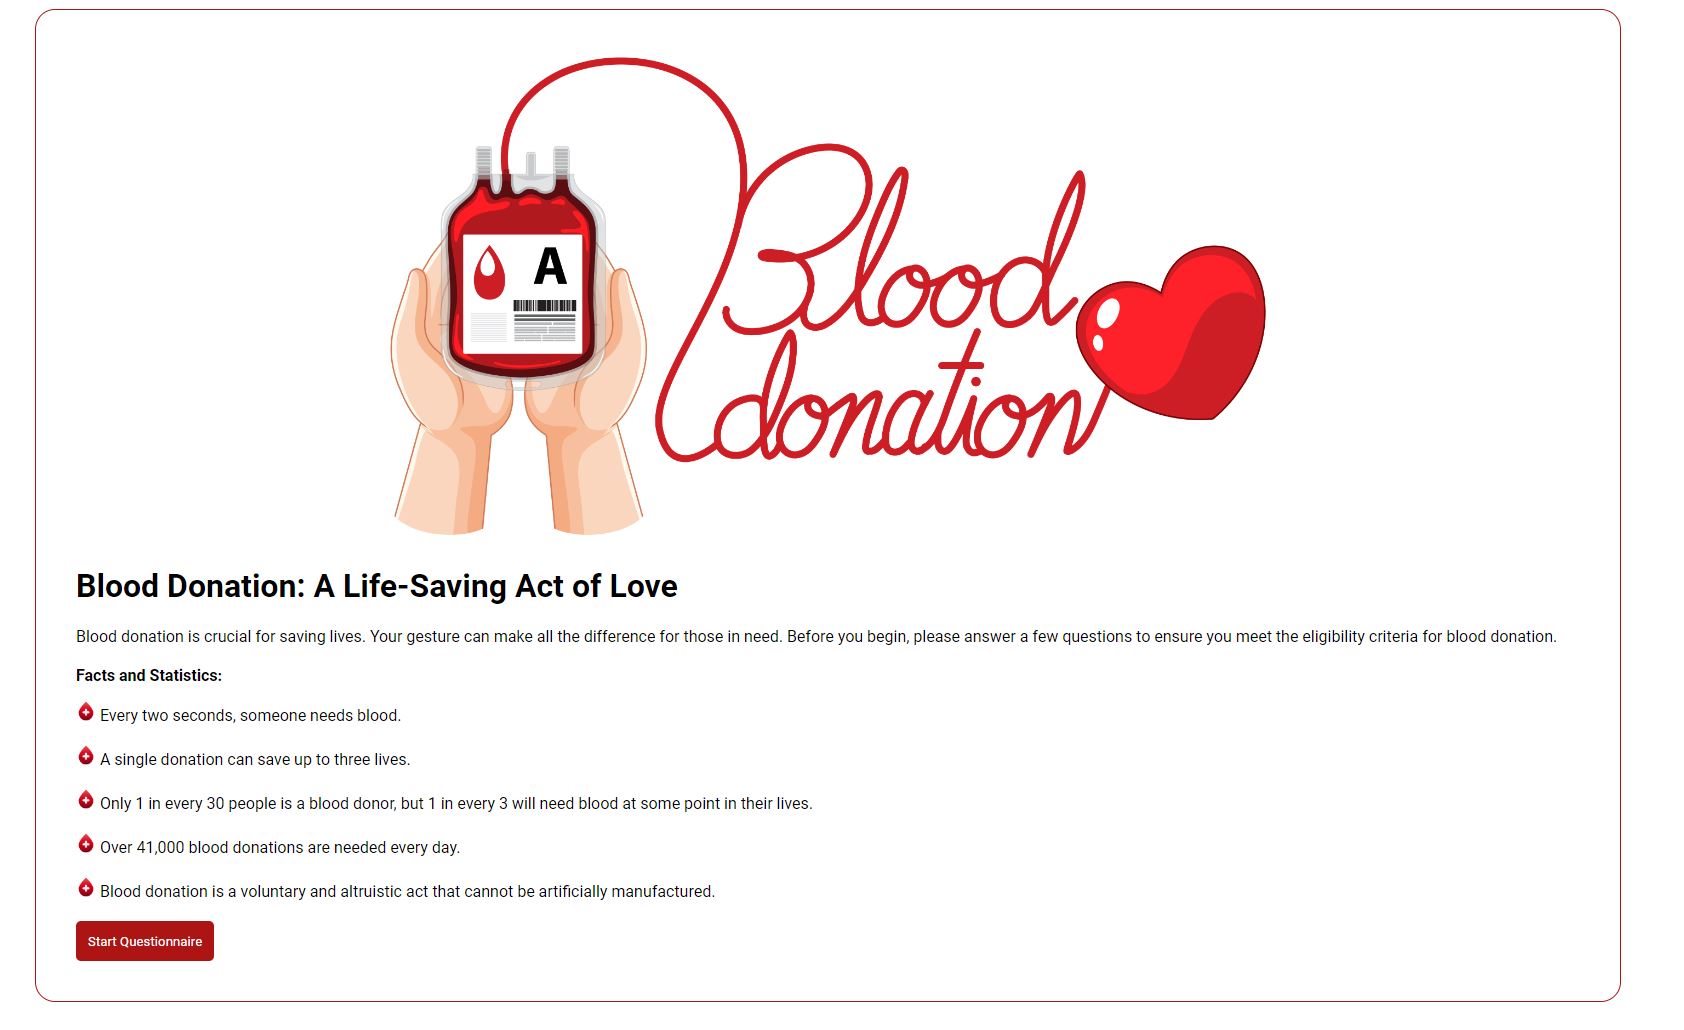 A
Blood
donation
Blood Donation: A Life-Saving Act of Love
Blood donation is crucial for saving lives. Your gesture can make all the difference for those in need. Before you begin, please answer a few questions to ensure you meet the eligibility criteria for blood donation.
Facts and Statistics:
Every two seconds, someone needs blood.
A single donation can save up to three lives.
Only 1 in every 30 people is a blood donor, but 1 in every 3 will need blood at some point in their lives.
Over 41,000 blood donations are needed every day.
Blood donation is a voluntary and altruistic act that cannot be artificially manufactured.
Start Questionnaire